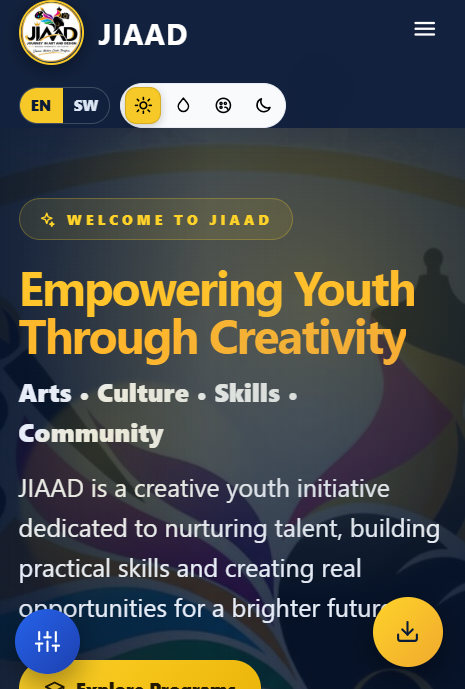 JIAAD
JIAAD
EN SW
WELCOME TO JIAAD
Empowering Youth
Through Creativity
Arts • Culture • Skills •
Community
JIAAD is a creative youth initiative
dedicated to nurturing talent, building
practical skills and creating real
opportunities for a brighter future.
Explore Programs